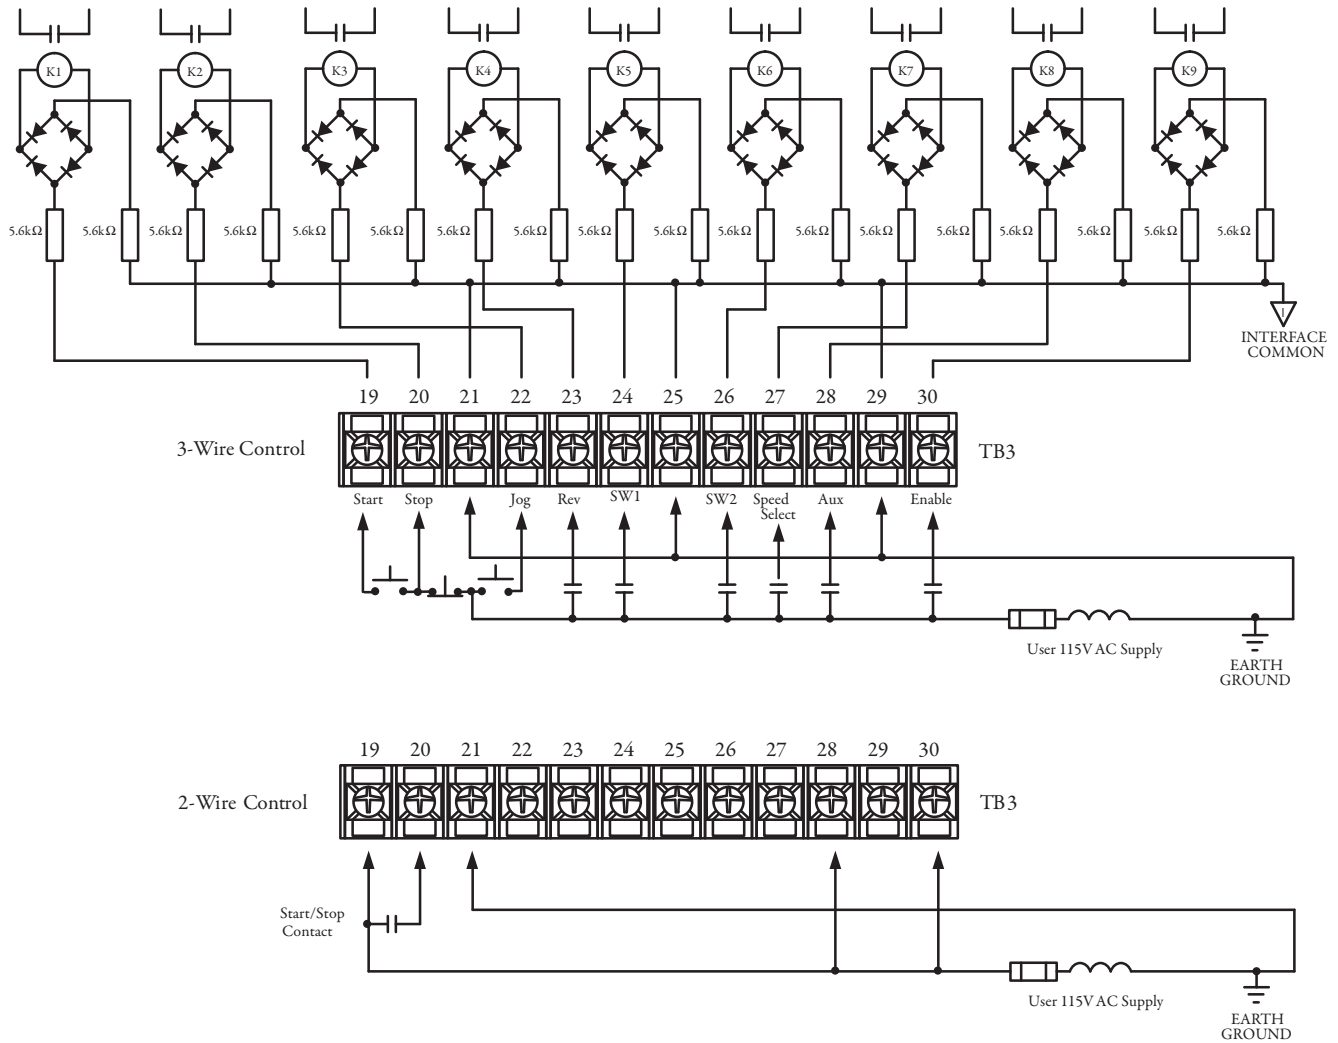 K1 K2 K3 K4 K5 K6 K7 K8 K9
5.6kΩ 5.6kΩ 5.6kΩ 5.6kΩ 5.6kΩ 5.6kΩ 5.6kΩ 5.6kΩ 5.6kΩ 5.6kΩ 5.6kΩ 5.6kΩ 5.6kΩ 5.6kΩ 5.6kΩ 5.6kΩ 5.6kΩ 5.6kΩ
I
INTERFACE
COMMON
19 20 21 22 23 24 25 26 27 28 29 30
3-Wire Control
TB3
Start Stop Jog Rev SW1 SW2 Speed Aux Enable
Select
User 115V AC Supply
EARTH
GROUND
19 20 21 22 23 24 25 26 27 28 29 30
2-Wire Control
TB3
Start/Stop
Contact
User 115V AC Supply
EARTH
GROUND